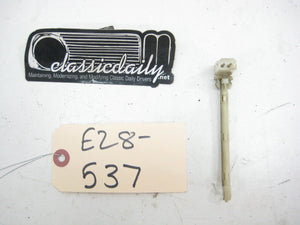 classicdaily.net
Maintaining, Modernizing, and Modifying Classic Daily Drivers
E28-
537